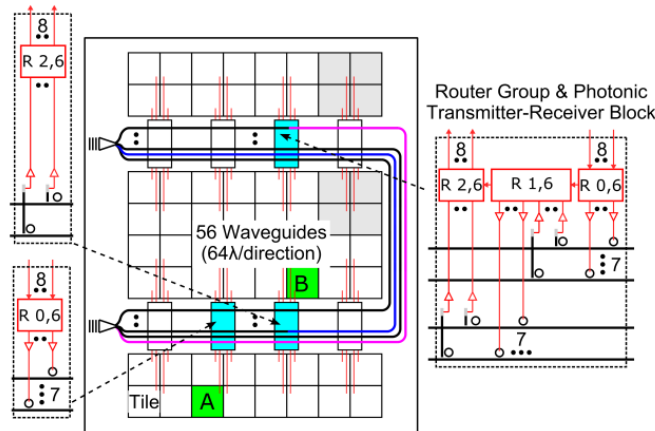 8
R 2,6
8
R 0,6
7
56 Waveguides
(64λ/direction)
B
Tile
A
Router Group & Photonic
Transmitter-Receiver Block
8
8
R 2,6
R 1,6
R 0,6
7
7